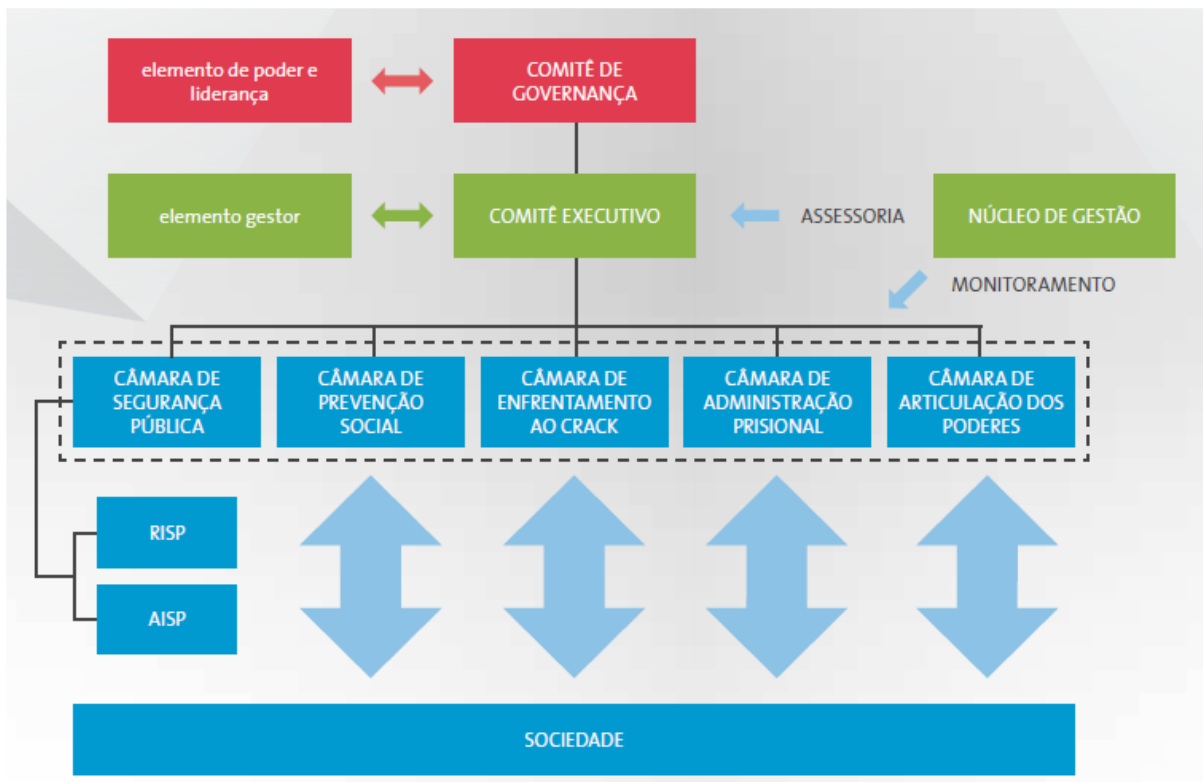 elemento de poder e
liderança
COMITÊ DE
GOVERNANÇA
elemento gestor
COMITÊ EXECUTIVO
ASSESSORIA
NÚCLEO DE GESTÃO
MONITORAMENTO
CÂMARA DE
SEGURANÇA
PÚBLICA
CÂMARA DE
PREVENÇÃO
SOCIAL
CÂMARA DE
ENFRENTAMENTO
AO CRACK
CÂMARA DE
ADMINISTRAÇÃO
PRISIONAL
CÂMARA DE
ARTICULAÇÃO DOS
PODERES
RISP
AISP
SOCIEDADE